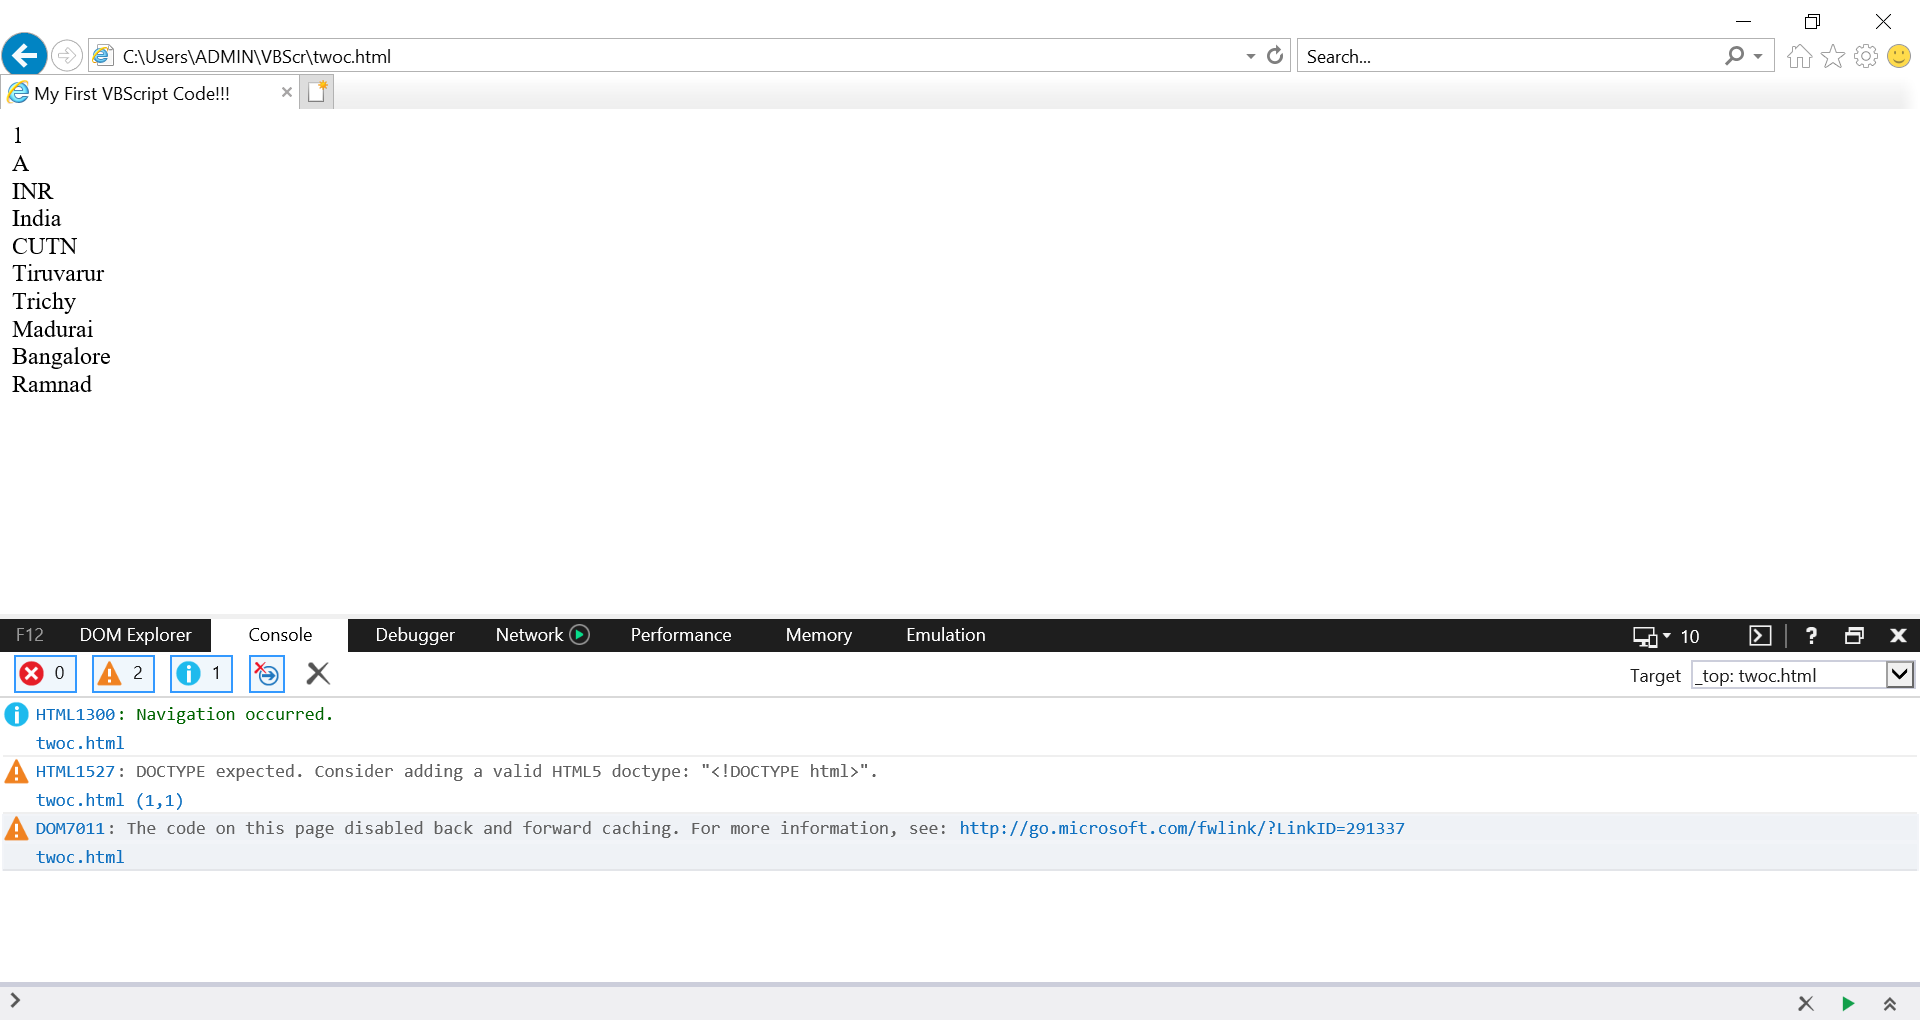 C:\Users\ADMIN\VBScr\twoc.html
Search...
My First VBScript Code!!!
1
A
INR
India
CUTN
Tiruvarur
Trichy
Madurai
Bangalore
Ramnad
F12 DOM Explorer Console Debugger Network Performance Memory Emulation 10 ?
0 2 1 Target _top: twoc.html
HTML1300: Navigation occurred.
twoc.html
HTML1527: DOCTYPE expected. Consider adding a valid HTML5 doctype: "<!DOCTYPE html>".
twoc.html (1,1)
DOM7011: The code on this page disabled back and forward caching. For more information, see: http://go.microsoft.com/fwlink/?LinkID=291337
twoc.html